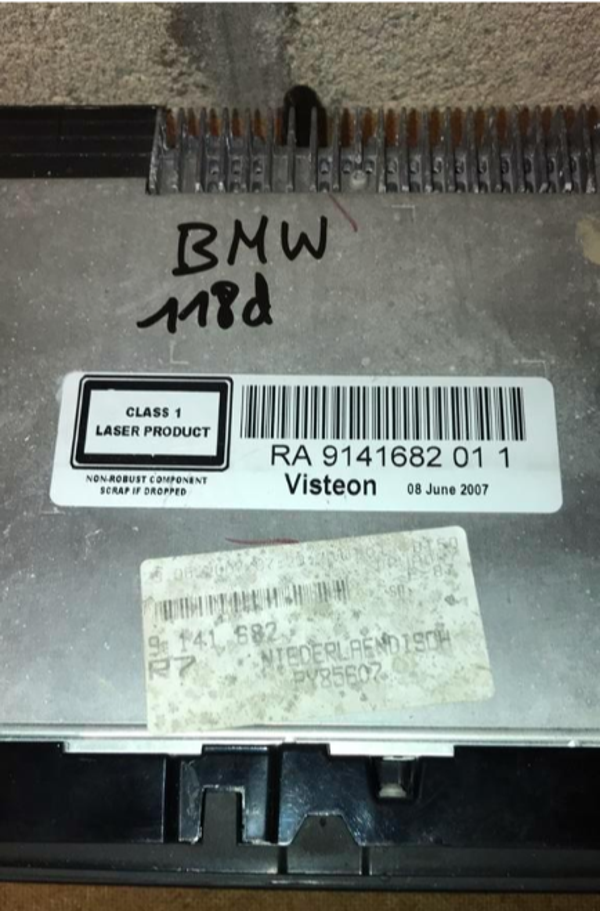 BMW
118d
CLASS 1
LASER PRODUCT
NON-ROBUST COMPONENT
SCRAP IF DROPPED
RA 9141682 01 1
Visteon 08 June 2007
9 141 682
97 NIEDERLAENDISCH
PY85607